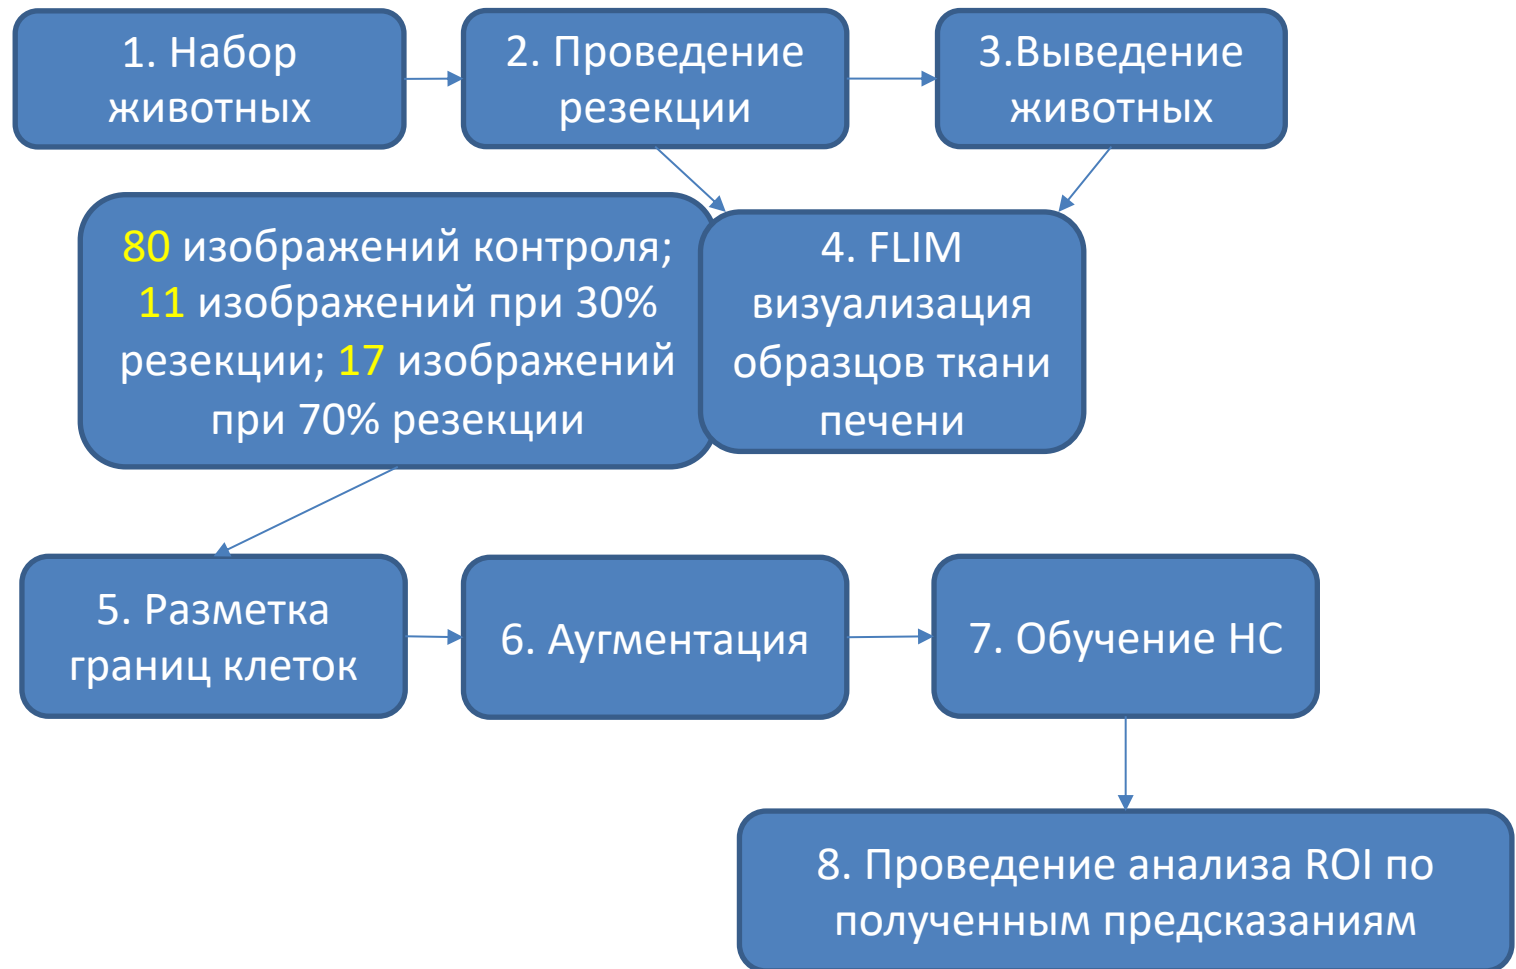 1. Набор
животных
2. Проведение
резекции
3.Выведение
животных
80 изображений контроля;
11 изображений при 30%
резекции; 17 изображений
при 70% резекции
4. FLIM
визуализация
образцов ткани
печени
5. Разметка
границ клеток
6. Аугментация
7. Обучение НС
8. Проведение анализа ROI по
полученным предсказаниям